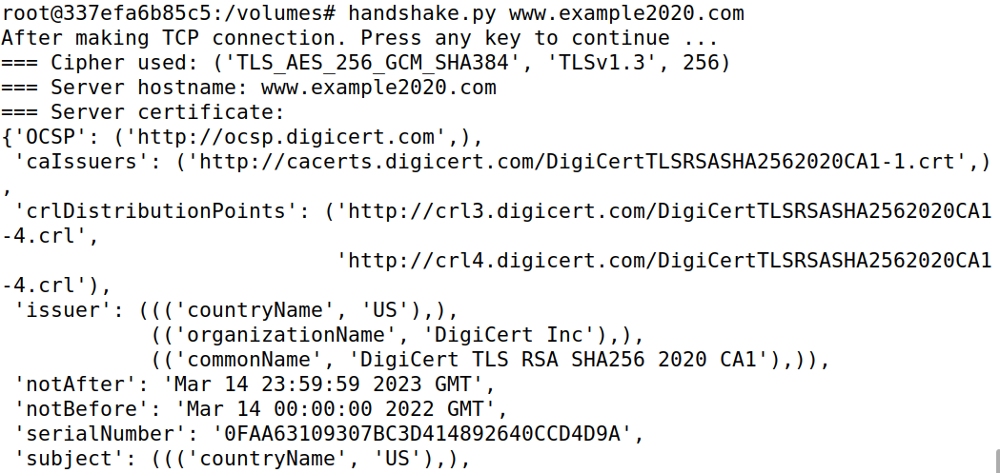 root@337efa6b85c5:/volumes# handshake.py www.example2020.com
After making TCP connection. Press any key to continue ...
=== Cipher used: ('TLS_AES_256_GCM_SHA384', 'TLSv1.3', 256)
=== Server hostname: www.example2020.com
=== Server certificate:
{'OCSP': ('http://ocsp.digicert.com',),
 'caIssuers': ('http://cacerts.digicert.com/DigiCertTLSRSASHA2562020CA1-1.crt',)
,
 'crlDistributionPoints': ('http://crl3.digicert.com/DigiCertTLSRSASHA2562020CA1
-4.crl',
                           'http://crl4.digicert.com/DigiCertTLSRSASHA2562020CA1
-4.crl'),
 'issuer': ((('countryName', 'US'),),
            (('organizationName', 'DigiCert Inc'),),
            (('commonName', 'DigiCert TLS RSA SHA256 2020 CA1'),)),
 'notAfter': 'Mar 14 23:59:59 2023 GMT',
 'notBefore': 'Mar 14 00:00:00 2022 GMT',
 'serialNumber': '0FAA63109307BC3D414892640CCD4D9A',
 'subject': ((('countryName', 'US'),),